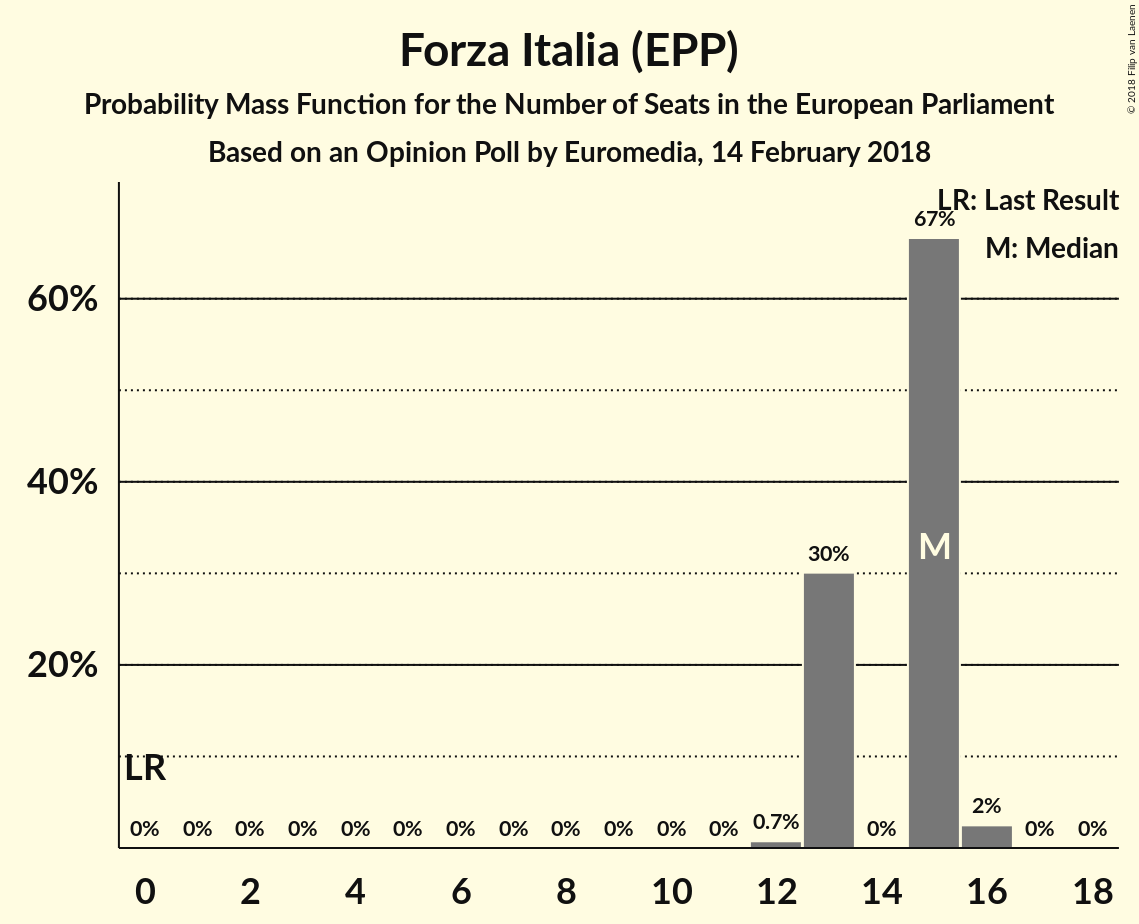 Forza Italia (EPP)
Probability Mass Function for the Number of Seats in the European Parliament
Based on an Opinion Poll by Euromedia, 14 February 2018
© 2018 Filip van Laenen
LR: Last Result
M: Median
67%
60%
40%
M
30%
20%
LR
0% 0% 0% 0% 0% 0% 0% 0% 0% 0% 0% 0% 0.7% 0% 2% 0% 0%
0 2 4 6 8 10 12 14 16 18